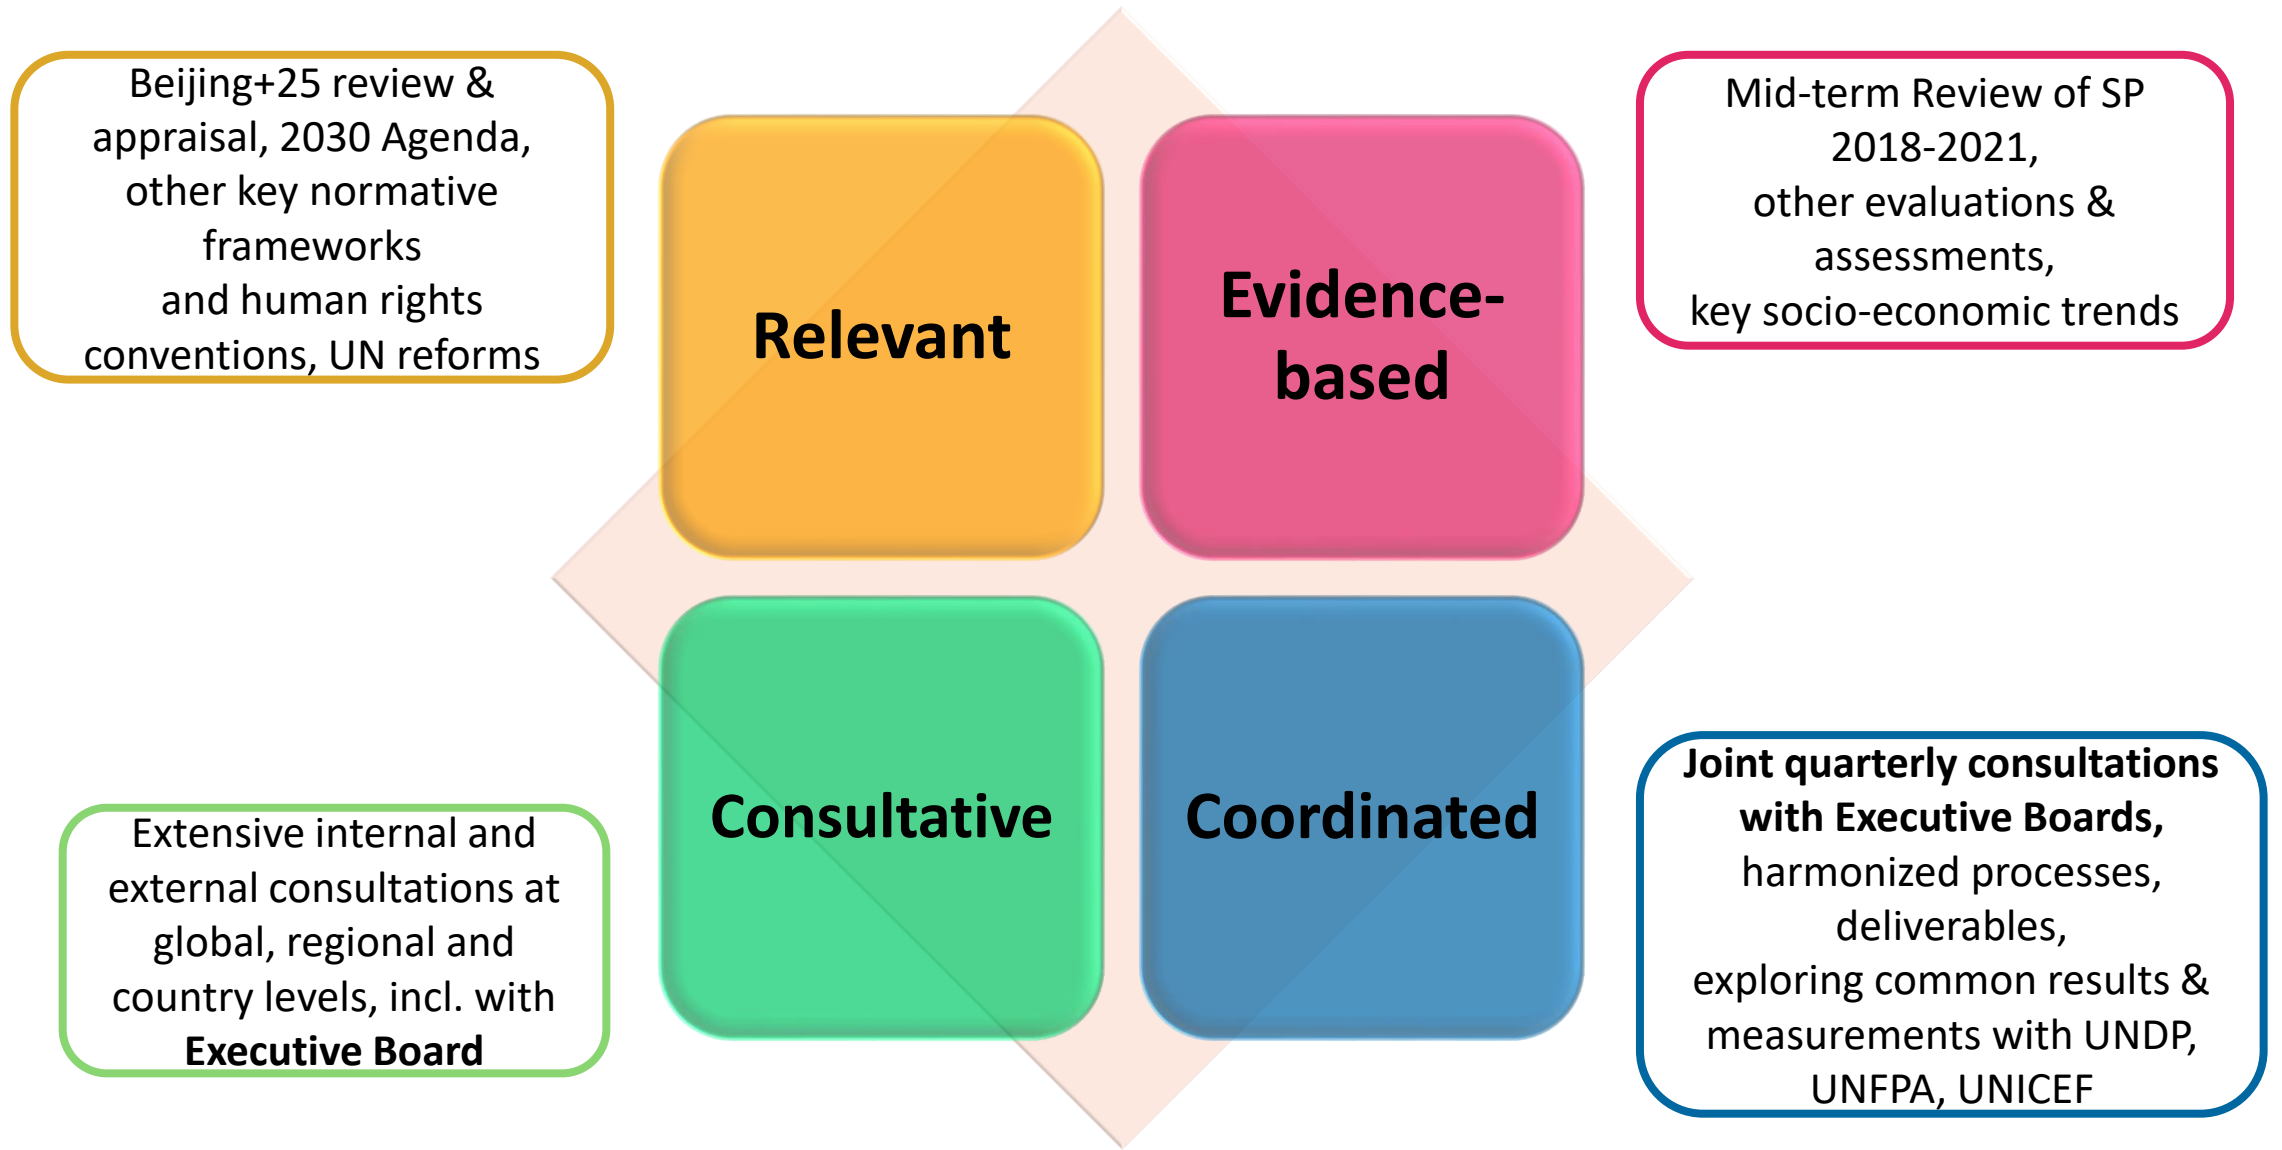 Beijing+25 review &
appraisal, 2030 Agenda,
other key normative
frameworks
and human rights
conventions, UN reforms
Relevant
Evidence-
based
Mid-term Review of SP
2018-2021,
other evaluations &
assessments,
key socio-economic trends
Extensive internal and
external consultations at
global, regional and
country levels, incl. with
Executive Board
Consultative
Coordinated
Joint quarterly consultations
with Executive Boards,
harmonized processes,
deliverables,
exploring common results &
measurements with UNDP,
UNFPA, UNICEF